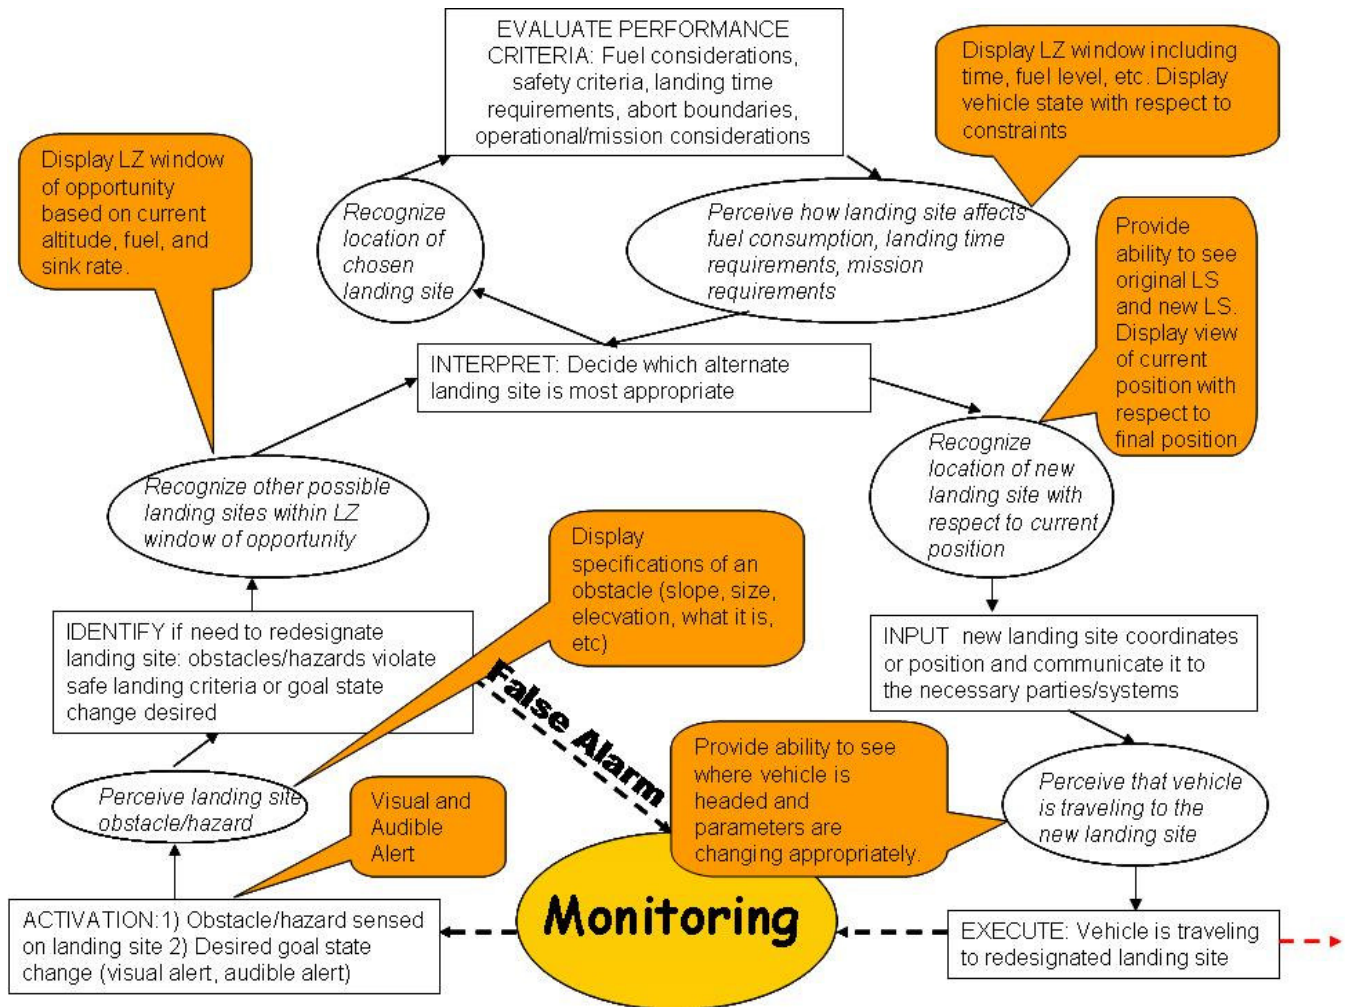 EVALUATE PERFORMANCE
CRITERIA: Fuel considerations,
safety criteria, landing time
requirements, abort boundaries,
operational/mission considerations
Display LZ window including
time, fuel level, etc. Display
vehicle state with respect to
constraints
Display LZ window
of opportunity
based on current
altitude, fuel, and
sink rate.
Recognize
location of
chosen
landing site
Perceive how landing site affects
fuel consumption, landing time
requirements, mission
requirements
Provide
ability to see
original LS
and new LS.
Display view
of current
position with
respect to
final position
INTERPRET: Decide which alternate
landing site is most appropriate
Recognize other possible
landing sites within LZ
window of opportunity
Recognize
location of new
landing site with
respect to current
position
Display
specifications of an
obstacle (slope, size,
elecvation, what it is,
etc)
IDENTIFY if need to redesignate
landing site: obstacles/hazards violate
safe landing criteria or goal state
change desired
INPUT  new landing site coordinates
or position and communicate it to
the necessary parties/systems
False Alarm
Provide ability to see
where vehicle is
headed and
parameters are
changing appropriately.
Perceive landing site
obstacle/hazard
Visual and
Audible
Alert
Perceive that vehicle
is traveling to the
new landing site
ACTIVATION:1) Obstacle/hazard sensed
on landing site 2) Desired goal state
change (visual alert, audible alert)
Monitoring
EXECUTE: Vehicle is traveling
to redesignated landing site